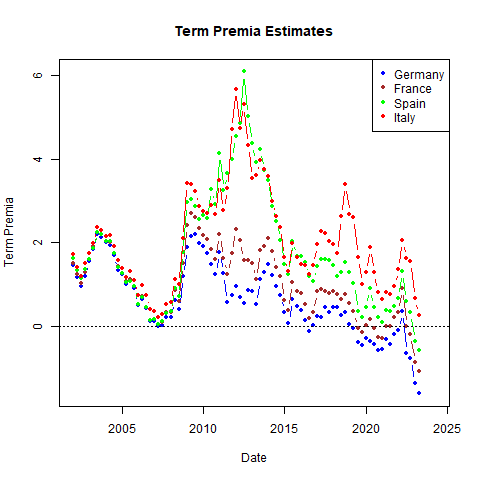 Term Premia Estimates
Germany
France
Spain
Italy
Term Premia
6
4
2
0
2005 2010 2015 2020 2025
Date